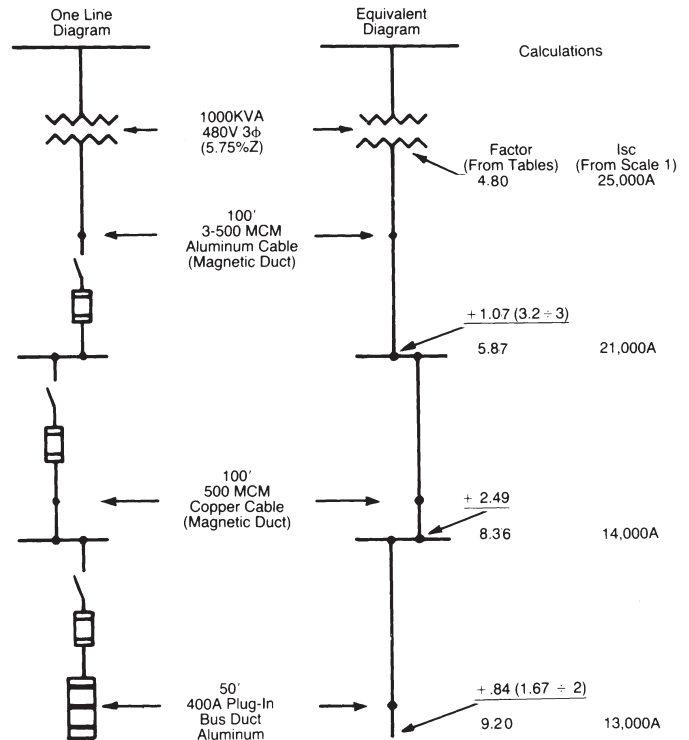 One Line
Diagram
Equivalent
Diagram
Calculations
1000KVA
480V 3ϕ
(5.75%Z)
Factor
(From Tables)
4.80
Isc
(From Scale 1)
25,000A
100′
3-500 MCM
Aluminum Cable
(Magnetic Duct)
+ 1.07 (3.2 ÷ 3)
5.87
21,000A
100′
500 MCM
Copper Cable
(Magnetic Duct)
+ 2.49
8.36
14,000A
50′
400A Plug-In
Bus Duct
Aluminum
+ .84 (1.67 ÷ 2)
9.20
13,000A